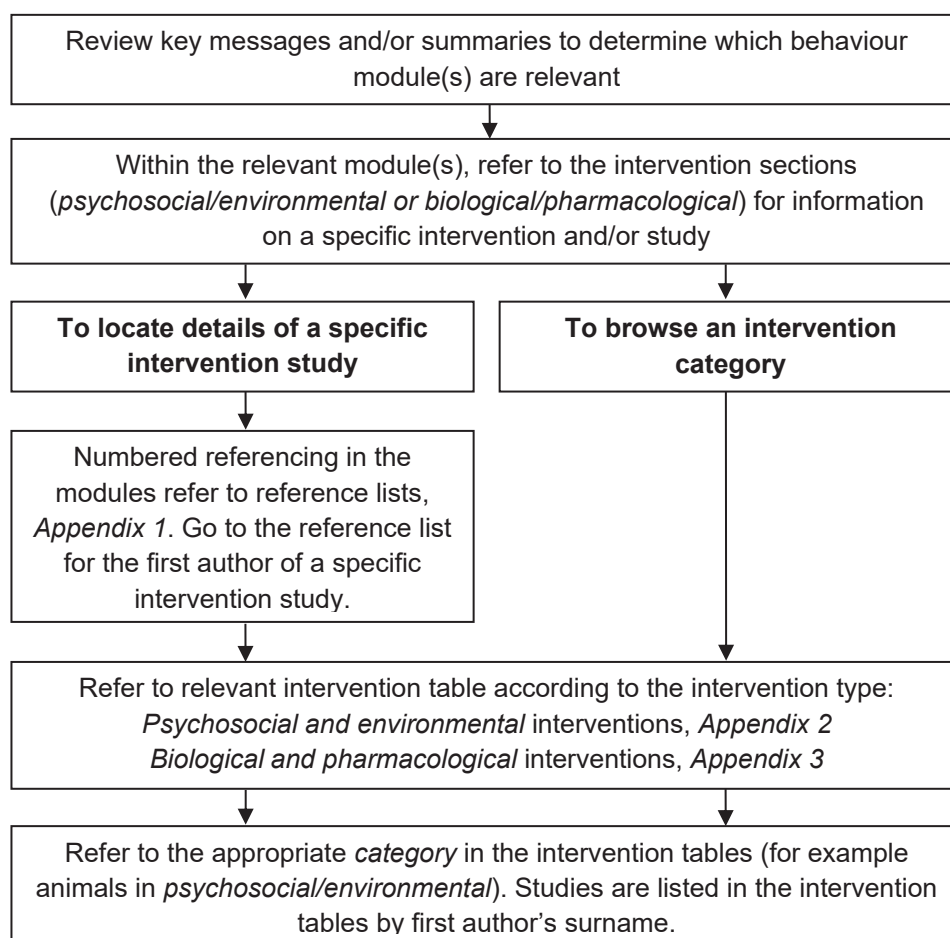 Review key messages and/or summaries to determine which behaviour
module(s) are relevant
Within the relevant module(s), refer to the intervention sections
(psychosocial/environmental or biological/pharmacological) for information
on a specific intervention and/or study
To locate details of a specific
intervention study
To browse an intervention
category
Numbered referencing in the
modules refer to reference lists,
Appendix 1. Go to the reference list
for the first author of a specific
intervention study.
Refer to relevant intervention table according to the intervention type:
Psychosocial and environmental interventions, Appendix 2
Biological and pharmacological interventions, Appendix 3
Refer to the appropriate category in the intervention tables (for example
animals in psychosocial/environmental). Studies are listed in the intervention
tables by first author's surname.